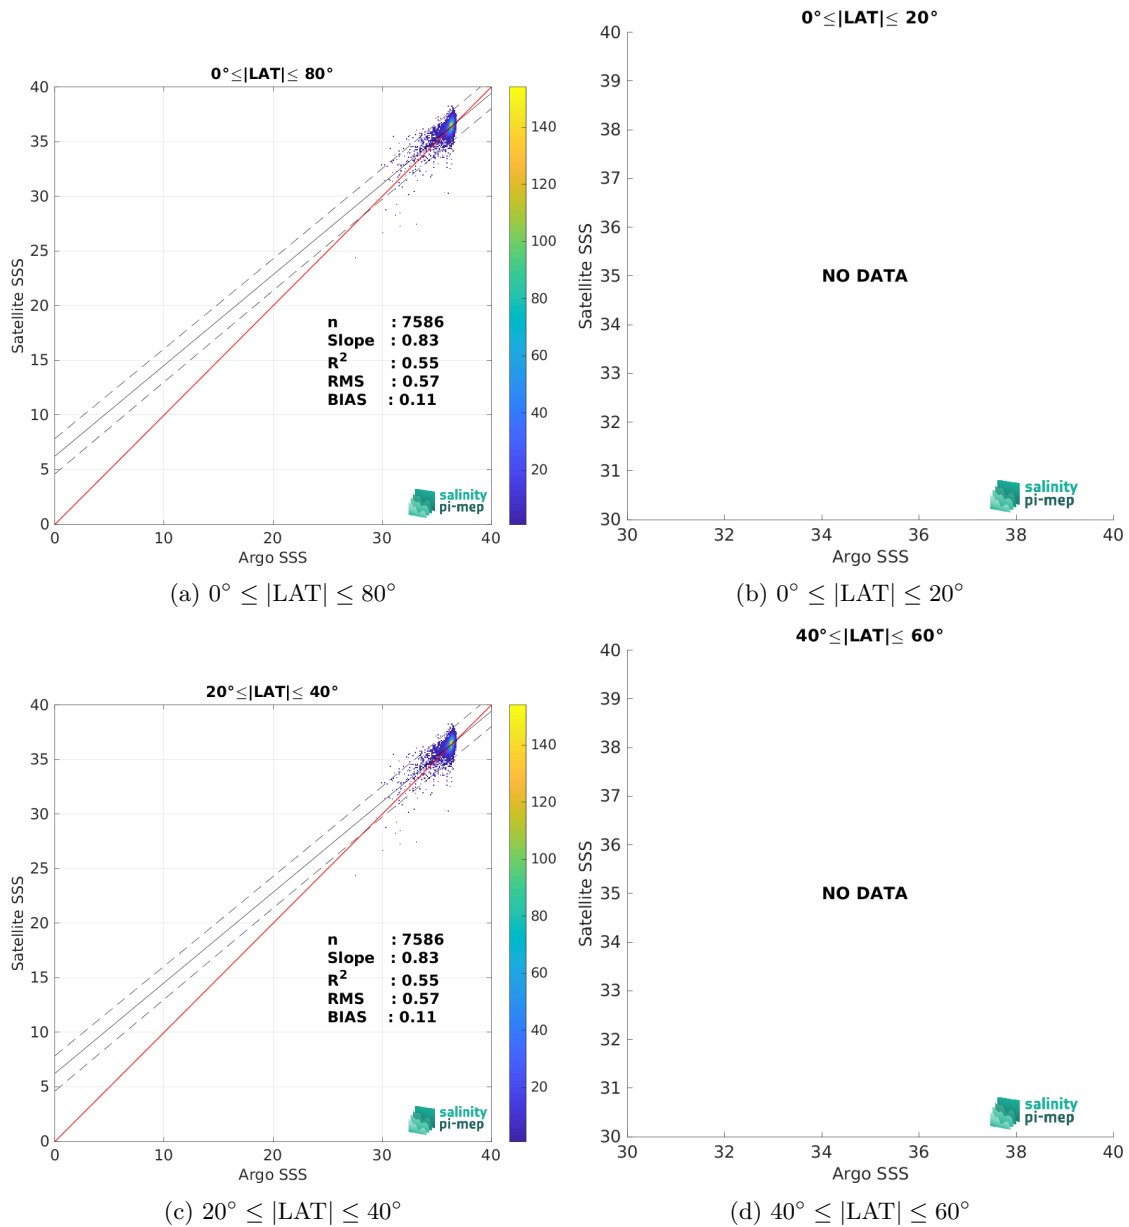 0°≤|LAT|≤ 80°
40
35
30
25
20
15
10
5
0
Satellite SSS
0
10
20
30
40
Argo SSS
140
120
100
80
60
40
20
n : 7586
Slope : 0.83
R² : 0.55
RMS : 0.57
BIAS : 0.11
salinity
pi-mep
(a) 0° ≤ |LAT| ≤ 80°
0°≤|LAT|≤ 20°
40
39
38
37
36
35
34
33
32
31
30
Satellite SSS
NO DATA
30
32
34
36
38
40
Argo SSS
salinity
pi-mep
(b) 0° ≤ |LAT| ≤ 20°
20°≤|LAT|≤ 40°
40
35
30
25
20
15
10
5
0
Satellite SSS
0
10
20
30
40
Argo SSS
140
120
100
80
60
40
20
n : 7586
Slope : 0.83
R² : 0.55
RMS : 0.57
BIAS : 0.11
salinity
pi-mep
(c) 20° ≤ |LAT| ≤ 40°
40°≤|LAT|≤ 60°
40
39
38
37
36
35
34
33
32
31
30
Satellite SSS
NO DATA
30
32
34
36
38
40
Argo SSS
salinity
pi-mep
(d) 40° ≤ |LAT| ≤ 60°